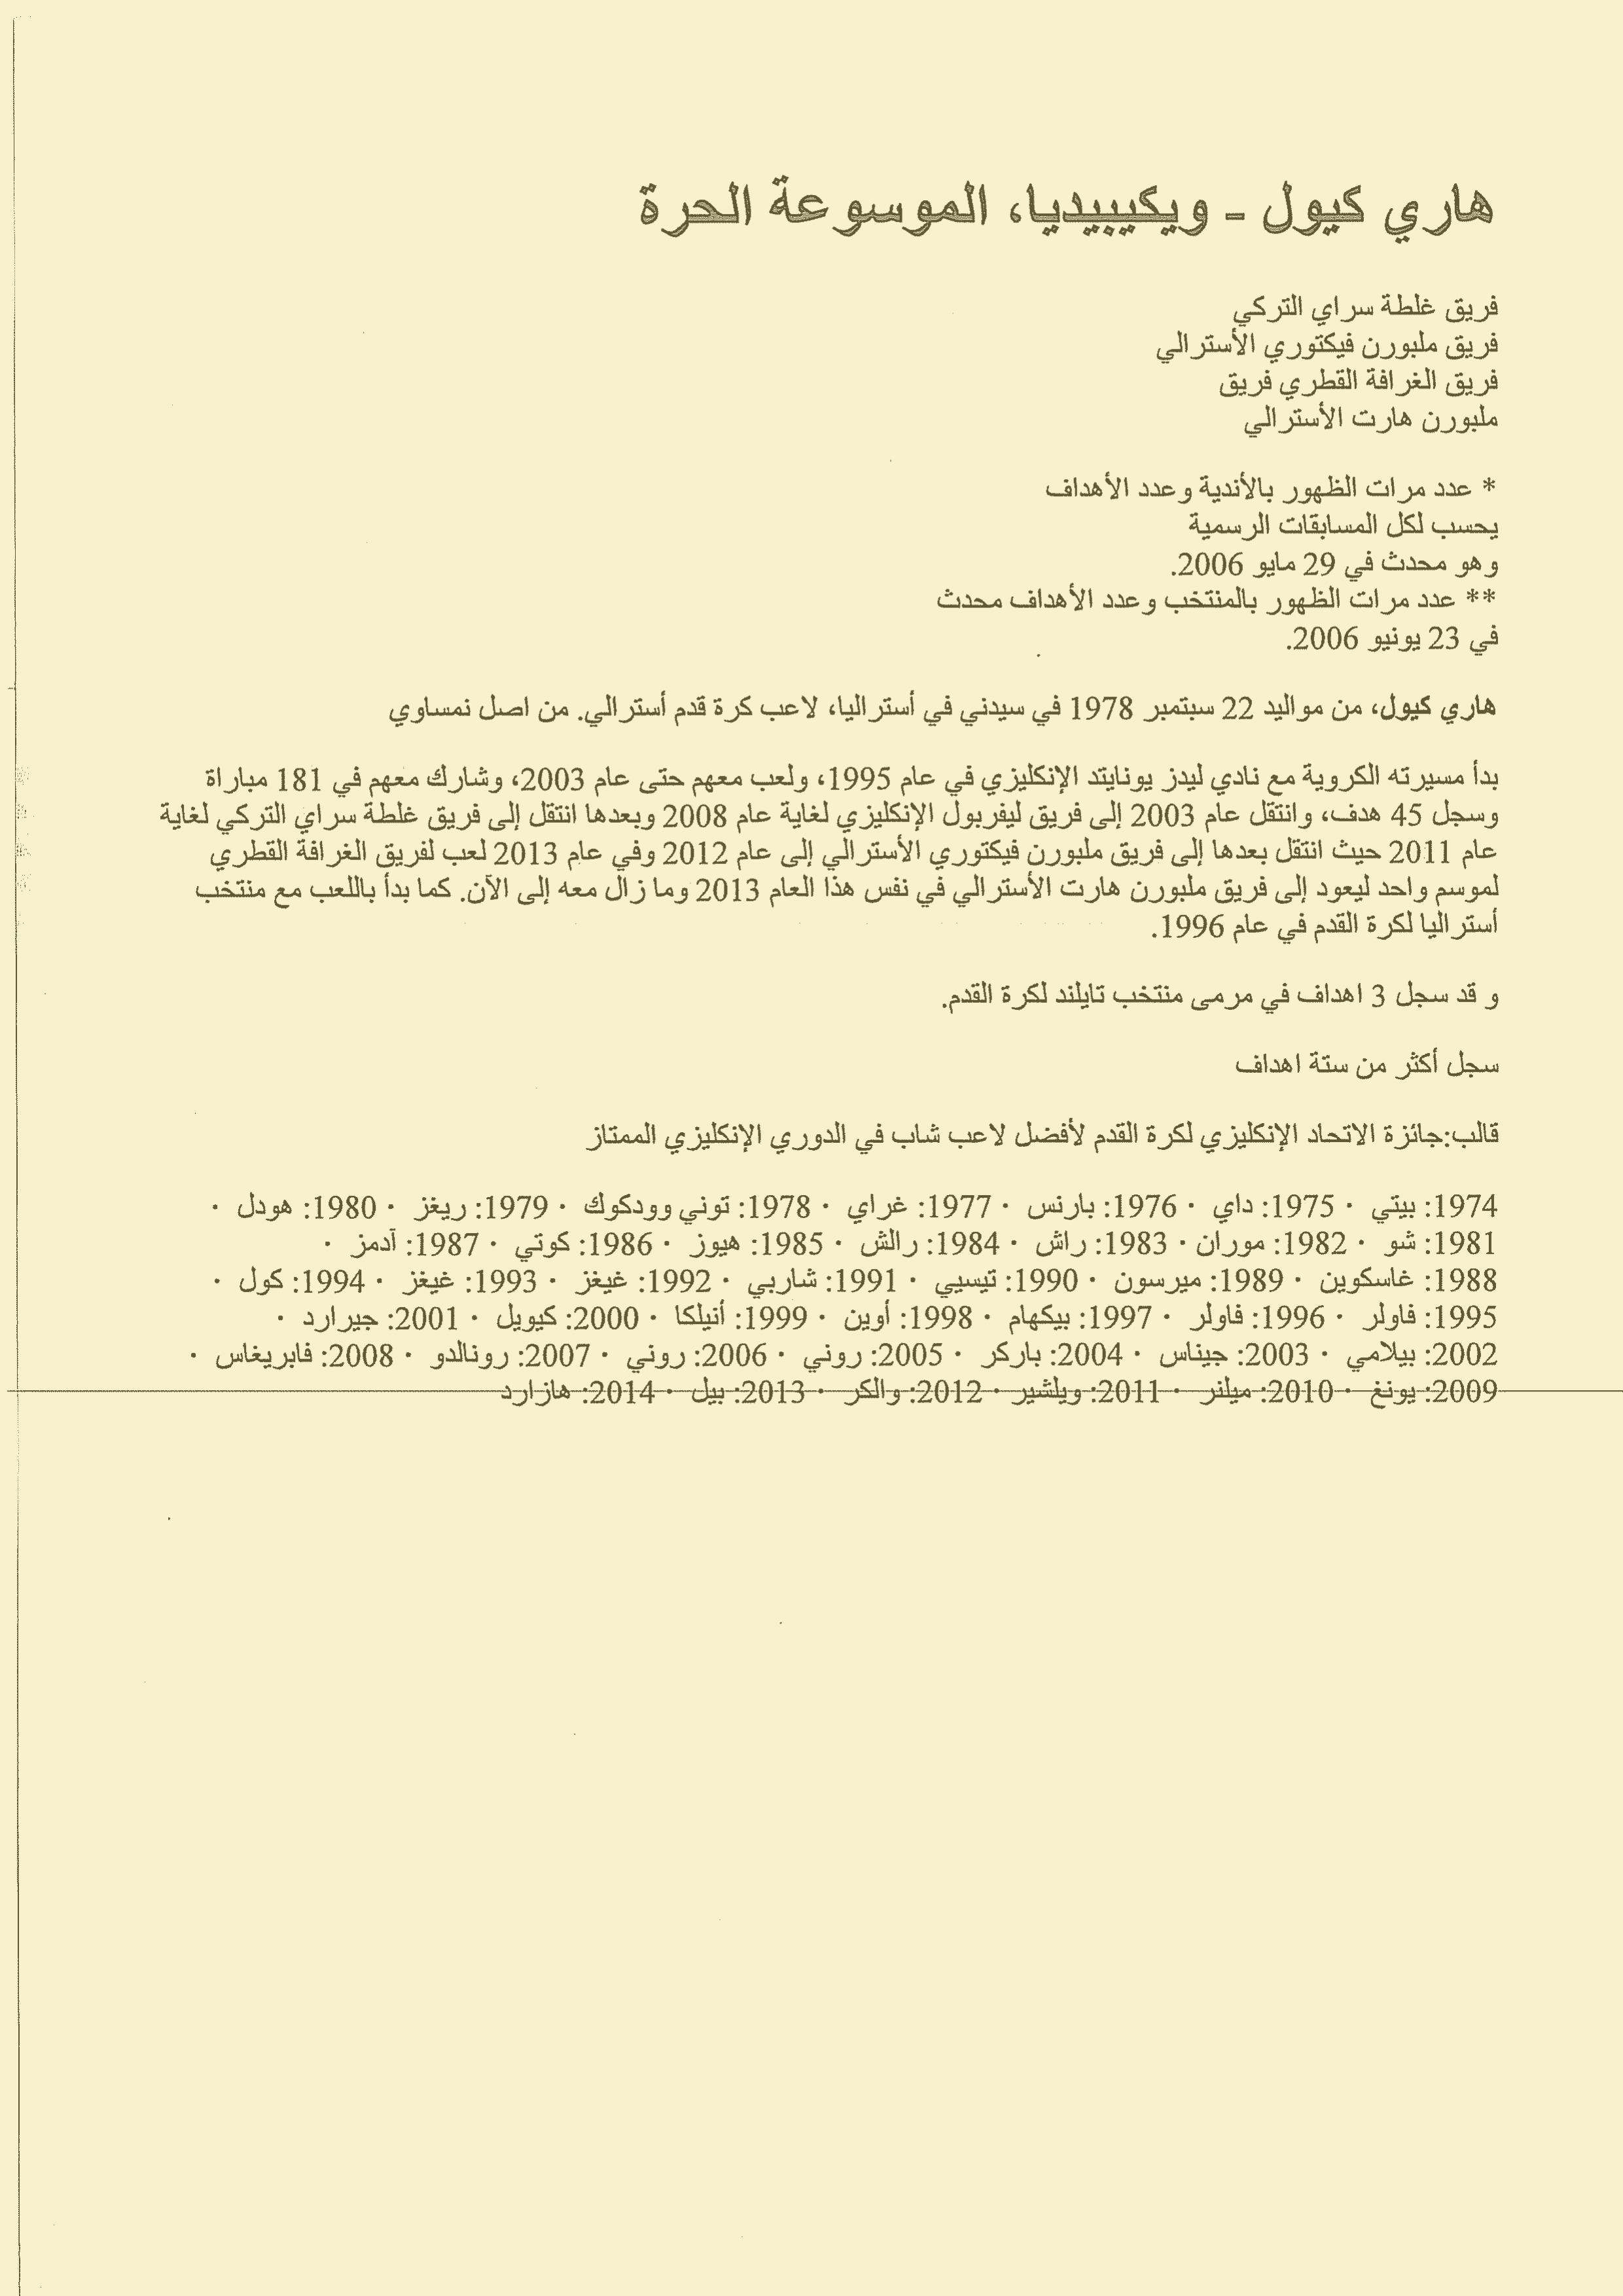 هاري كيول - ويكيبيديا، الموسوعة الحرة
فريق غلطة سراي التركي
فريق ملبورن فيكتوري الأسترالي
فريق الغرافة القطري فريق
ملبورن هارت الأسترالي
* عدد مرات الظهور بالأندية وعدد الأهداف
يحسب لكل المسابقات الرسمية
وهو محدث في 29 مايو 2006.
** عدد مرات الظهور بالمنتخب وعدد الأهداف محدث
في 23 يونيو 2006.
هاري كيول، من مواليد 22 سبتمبر 1978 في سيدني في أستراليا، لاعب كرة قدم أسترالي. من اصل نمساوي
بدأ مسيرته الكروية مع نادي ليدز يونايتد الإنكليزي في عام 1995، ولعب معهم حتى عام 2003، وشارك معهم في 181 مباراة
وسجل 45 هدف، وانتقل عام 2003 إلى فريق ليفربول الإنكليزي لغاية عام 2008 وبعدها انتقل إلى فريق غلطة سراي التركي لغاية
عام 2011 حيث انتقل بعدها إلى فريق ملبورن فيكتوري الأسترالي إلى عام 2012 وفي عام 2013 لعب لفريق الغرافة القطري
لموسم واحد ليعود إلى فريق ملبورن هارت الأسترالي في نفس هذا العام 2013 وما زال معه إلى الآن. كما بدأ باللعب مع منتخب
أستراليا لكرة القدم في عام 1996.
و قد سجل 3 اهداف في مرمى منتخب تايلند لكرة القدم.
سجل أكثر من ستة اهداف
قالب:جائزة الاتحاد الإنكليزي لكرة القدم لأفضل لاعب شاب في الدوري الإنكليزي الممتاز
1974: بيتي · 1975: داي · 1976: بارنس · 1977: غراي · 1978: توني وودكوك · 1979: ريغز · 1980: هودل ·
1981: شو · 1982: موران · 1983: راش · 1984: رالش · 1985: هيوز · 1986: كوتي · 1987: آدمز ·
1988: غاسكوين · 1989: ميرسون · 1990: تيسيي · 1991: شاربي · 1992: غيغز · 1993: غيغز · 1994: كول ·
1995: فاولر · 1996: فاولر · 1997: بيكهام · 1998: أوين · 1999: أنيلكا · 2000: كيويل · 2001: جيرارد ·
2002: بيلامي · 2003: جيناس · 2004: باركر · 2005: روني · 2006: روني · 2007: رونالدو · 2008: فابريغاس ·
2009: يونغ · 2010: ميلنر · 2011: ويلشير · 2012: والكر · 2013: بيل · 2014: هازارد